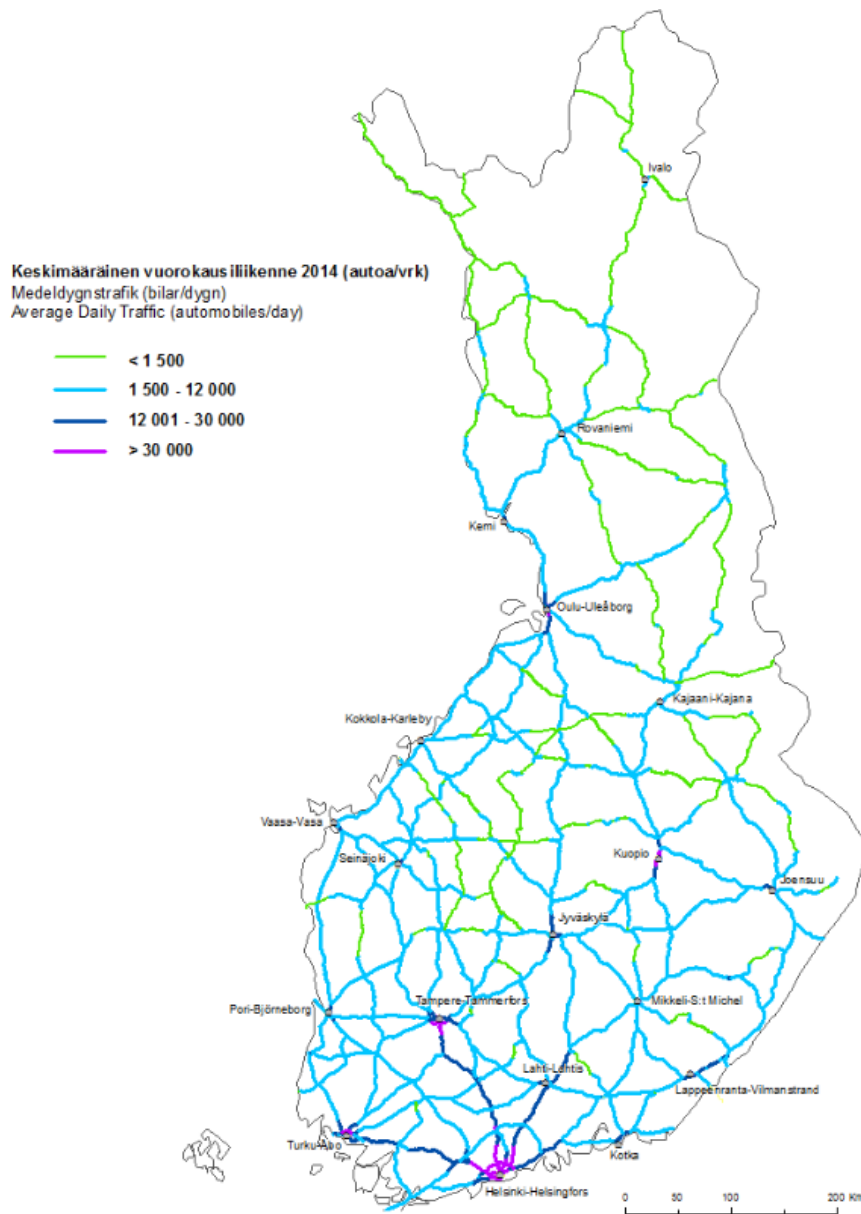 Ivalo
Keskimääräinen vuorokausiliikenne 2014 (autoa/vrk)
Medeldygnstrafik (bilar/dygn)
Average Daily Traffic (automobiles/day)
< 1 500
1 500 - 12 000
12 001 - 30 000
> 30 000
Rovaniemi
Kemi
Oulu-Uleåborg
Kajaani-Kajana
Kokkola-Karleby
Vaasa-Vasa
Kuopio
Seinäjoki
Joensuu
Jyväskylä
Tampere-Tammerfors
Mikkeli-S:t Michel
Pori-Björneborg
Lahti-Lahtis
Lappeenranta-Vilmanstrand
Turku-Åbo
Kotka
Helsinki-Helsingfors
0 50 100 200 Km